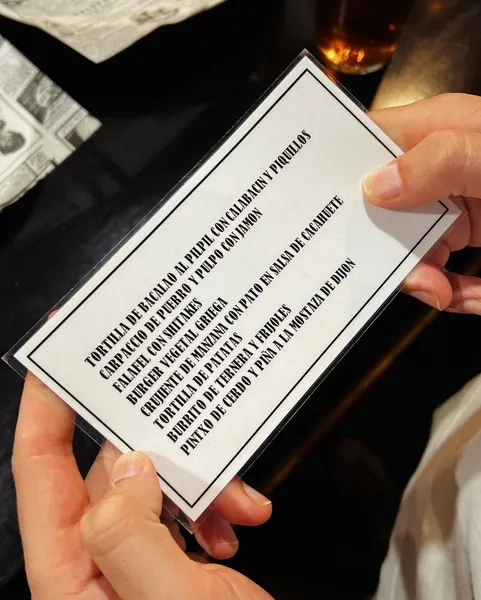 TORTILLA DE BACALAO AL PILPIL CON CALABACIN Y PIQUILLOS
CARPACCIO DE PUERRO Y PULPO CON JAMON
FALAFEL CON SHITAKES
BURGER VEGETAL GRIEGA
CRUJIENTE DE MANZANA CON PATO EN SALSA DE CACAHUETE
TORTILLA DE PATATAS
BURRITO DE TERNERA Y FRIJOLES
PINTXO DE CERDO Y PIÑA A LA MOSTAZA DE DIJON